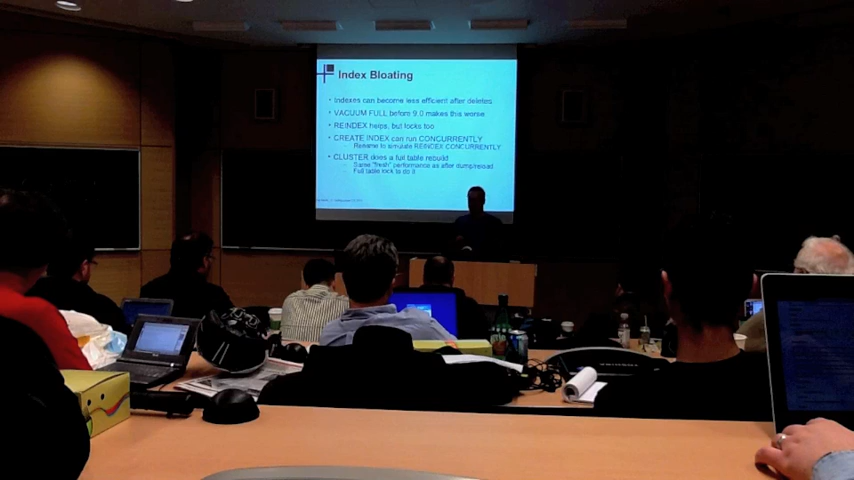 Index Bloating
• Indexes can become less efficient after deletes
• VACUUM FULL before 9.0 makes this worse
• REINDEX helps, but locks too
• CREATE INDEX can run CONCURRENTLY
– Rename to simulate REINDEX CONCURRENTLY
• CLUSTER does a full table rebuild
– Same "fresh" performance as after dump/reload
– Full table lock to do it